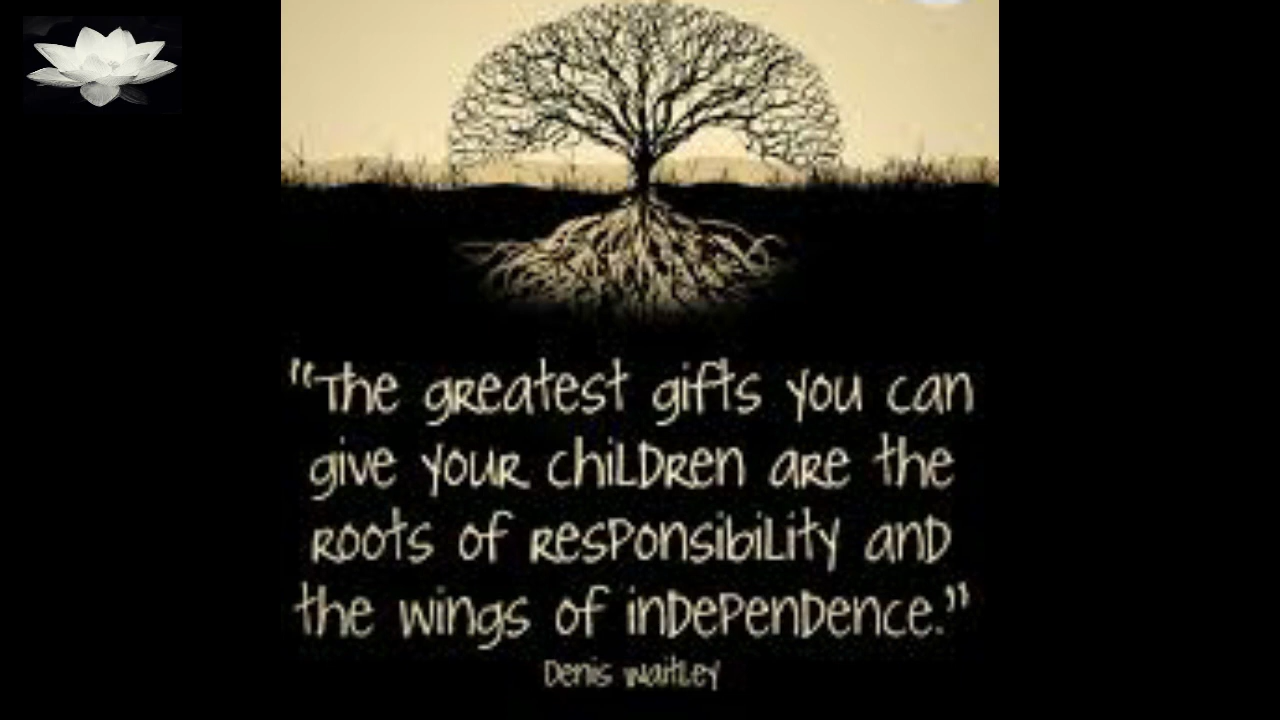 "The greatest gifts you can
give your children are the
roots of responsibility and
the wings of independence."
Denis Waitley